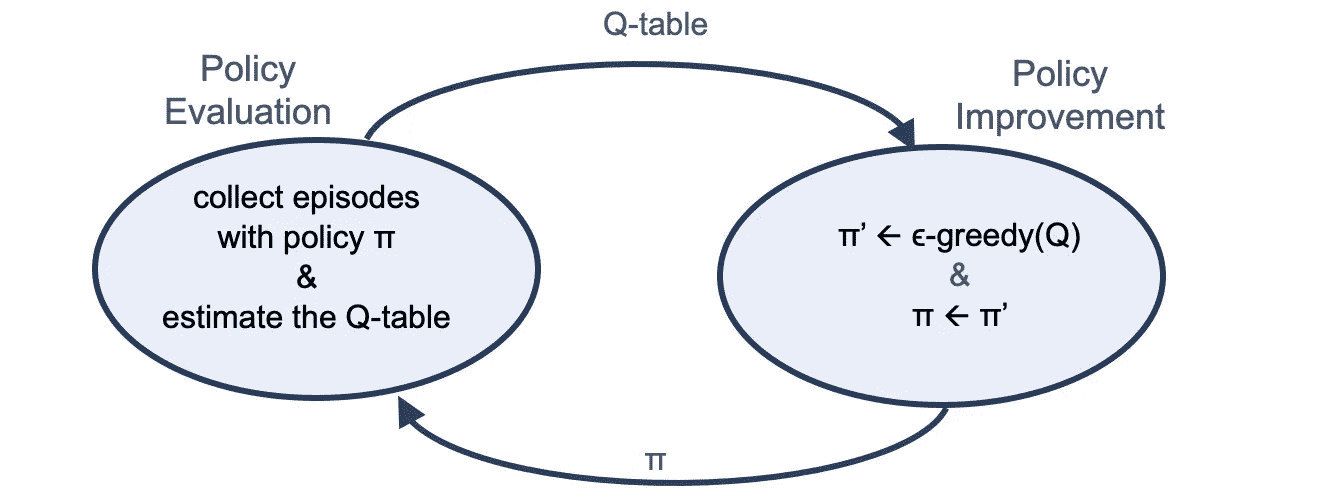 Q-table
Policy
Evaluation
Policy
Improvement
collect episodes
with policy π
&
estimate the Q-table
π’ ← ϵ-greedy(Q)
&
π ← π’
π